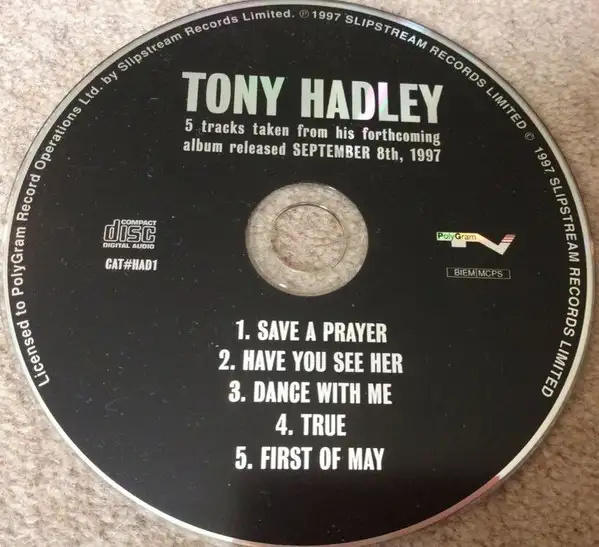 Licensed to PolyGram Record Operations Ltd. by Slipstream Records Limited. ℗ 1997 SLIPSTREAM RECORDS LIMITED © 1997 SLIPSTREAM RECORDS LIMITED
TONY HADLEY
5 tracks taken from his forthcoming
album released SEPTEMBER 8th, 1997
COMPACT
disc
DIGITAL AUDIO
CAT#HAD1
PolyGram TV
BIEM MCPS
1. SAVE A PRAYER
2. HAVE YOU SEE HER
3. DANCE WITH ME
4. TRUE
5. FIRST OF MAY